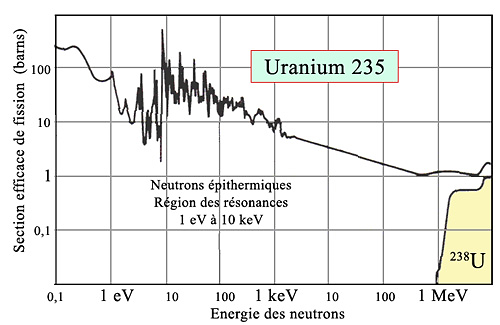 Section efficace de fission (barns)
100
10
1
0,1
Uranium 235
Neutrons épithermiques
Région des résonances
1 eV à 10 keV
238U
0,1
1 eV
10
100
1 keV
10
100
1 MeV
Energie des neutrons